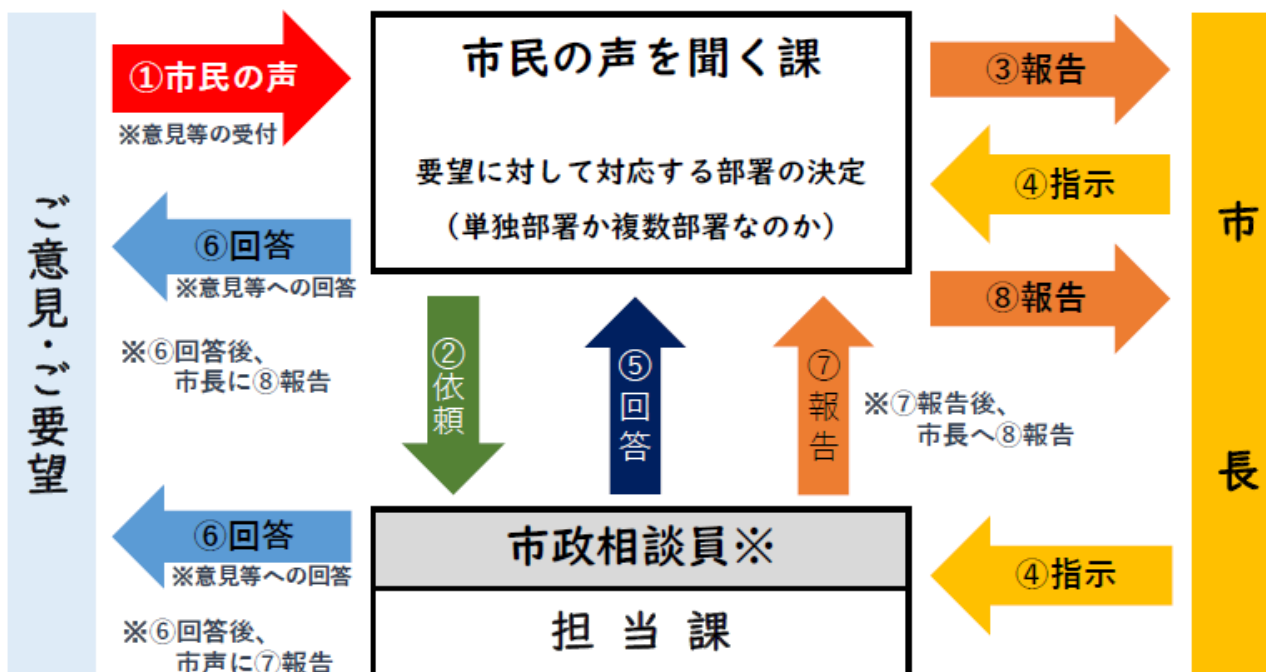 ご意見・ご要望
①市民の声
※意見等の受付
⑥回答
※意見等への回答
※⑥回答後、
市長に⑧報告
⑥回答
※意見等への回答
※⑥回答後、
市声に⑦報告
市民の声を聞く課
要望に対して対応する部署の決定
（単独部署か複数部署なのか）
②依頼
⑤回答
⑦報告
※⑦報告後、
市長へ⑧報告
市政相談員※
担当課
③報告
④指示
⑧報告
④指示
市長